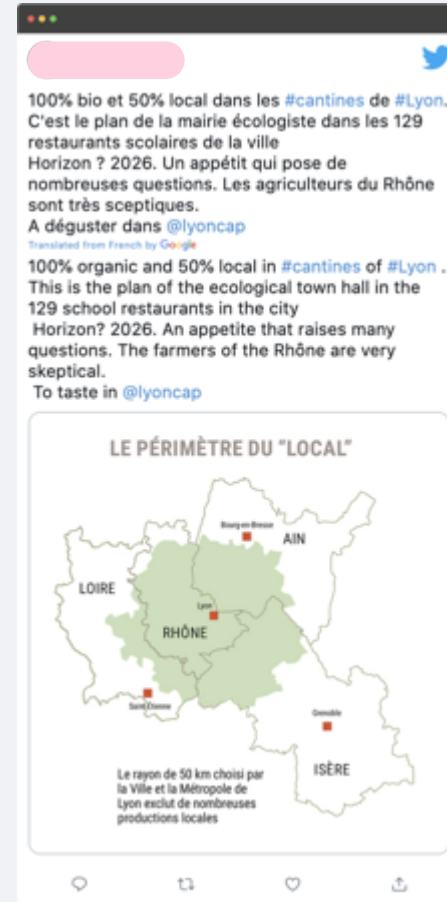 100% bio et 50% local dans les #cantines de #Lyon.
C'est le plan de la mairie écologiste dans les 129
restaurants scolaires de la ville
Horizon ? 2026. Un appétit qui pose de
nombreuses questions. Les agriculteurs du Rhône
sont très sceptiques.
A déguster dans @lyoncap
Translated from French by Google
100% organic and 50% local in #cantines of #Lyon .
This is the plan of the ecological town hall in the
129 school restaurants in the city
Horizon? 2026. An appetite that raises many
questions. The farmers of the Rhône are very
skeptical.
To taste in @lyoncap
LE PÉRIMÈTRE DU "LOCAL"
Bourg-en-Bresse
AIN
LOIRE
Lyon
RHÔNE
Saint-Étienne
Grenoble
ISÈRE
Le rayon de 50 km choisi par
la Ville et la Métropole de
Lyon exclut de nombreuses
productions locales